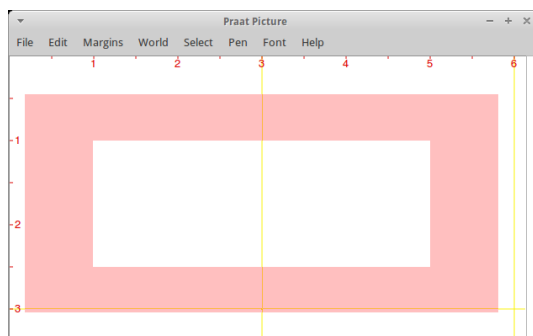 Praat Picture
File Edit Margins World Select Pen Font Help
1 2 3 4 5 6
1
2
3